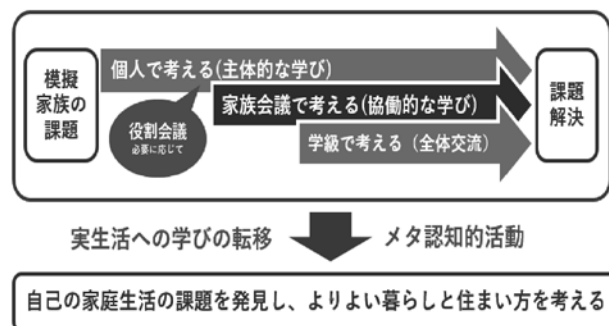 模擬
家族の
課題
個人で考える(主体的な学び)
役割会議
必要に応じて
家族会議で考える(協働的な学び)
学級で考える（全体交流）
課題
解決
実生活への学びの転移
メタ認知的活動
自己の家庭生活の課題を発見し、よりよい暮らしと住まい方を考える